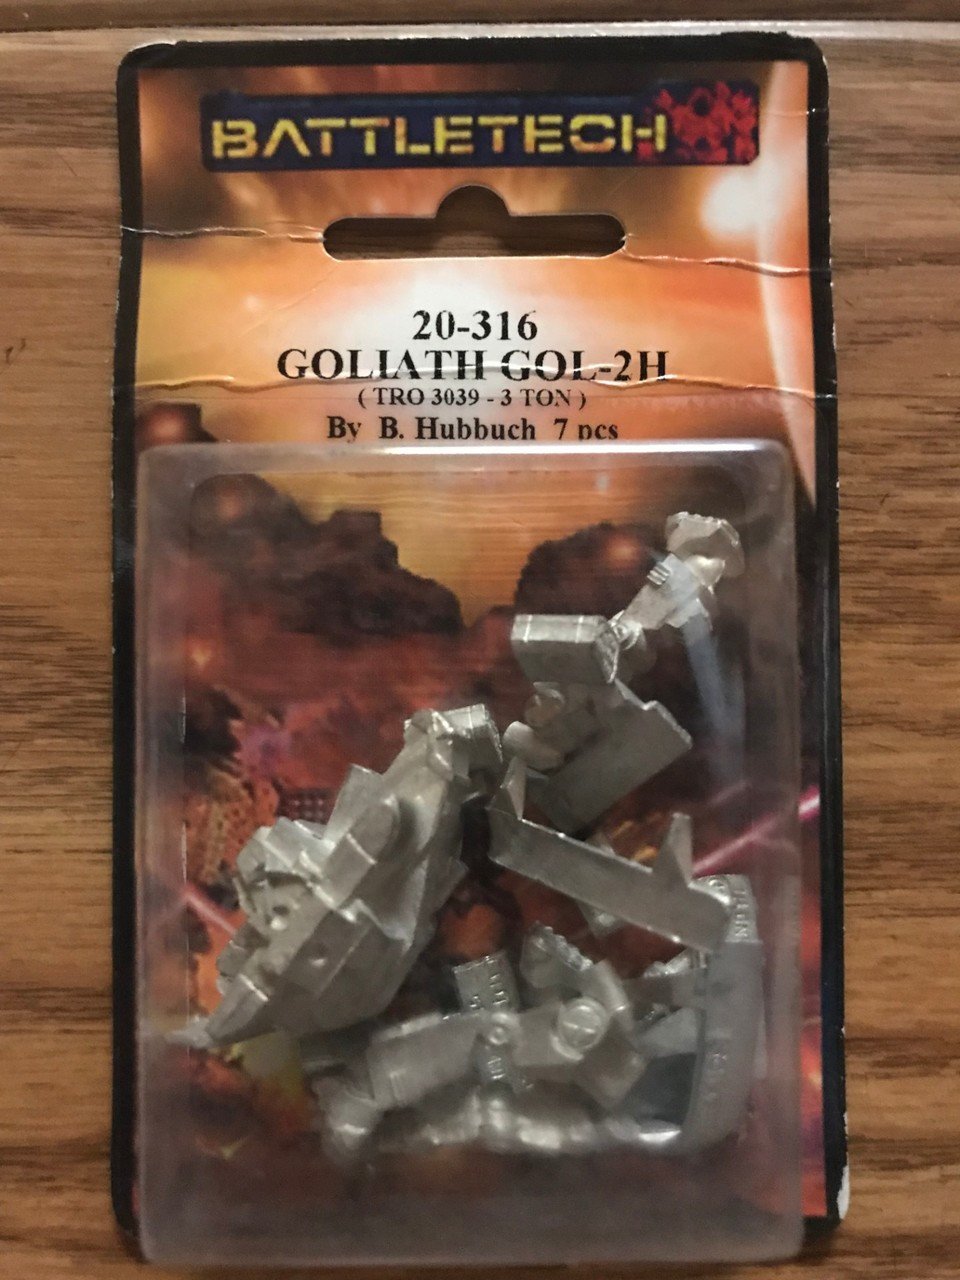 BATTLETECH
20-316
GOLIATH GOL-2H
( TRO 3039 - 3 TON )
By B. Hubbuch 7 pcs